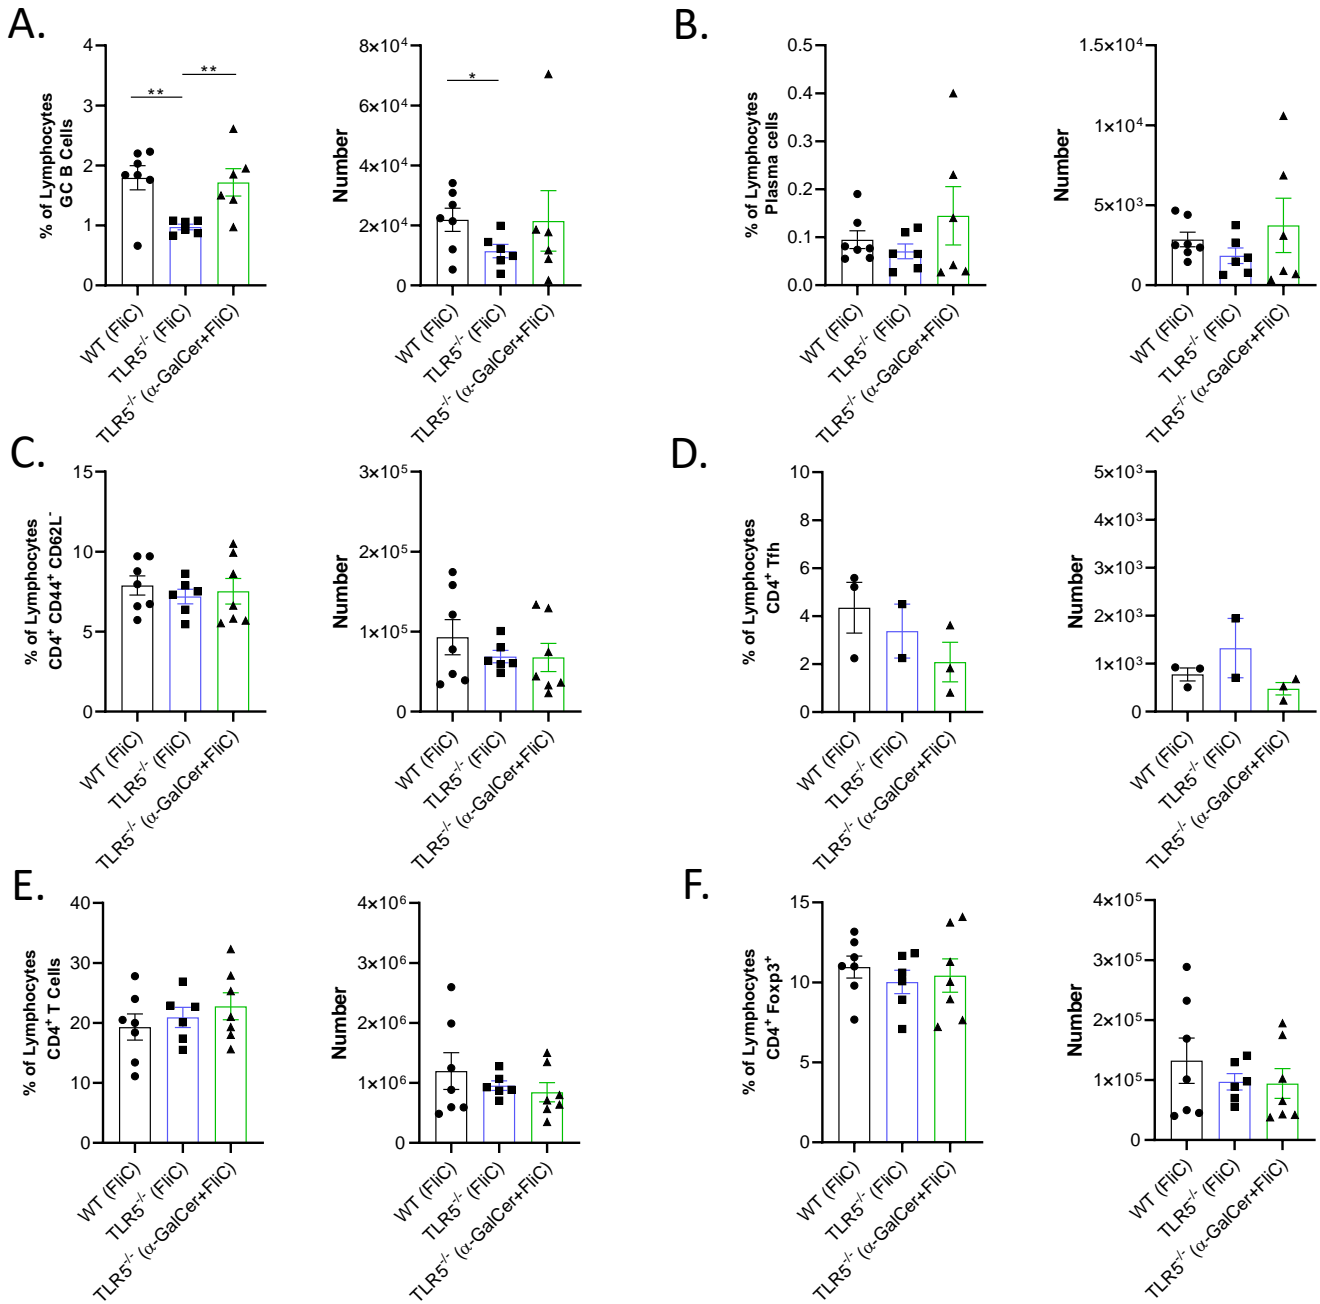 A.
% of Lymphocytes
GC B Cells
4
3
2
1
0
**
**
WT (FliC)
TLR5-/- (FliC)
TLR5-/- (α-GalCer+FliC)
Number
8×10⁴
6×10⁴
4×10⁴
2×10⁴
0
*
WT (FliC)
TLR5-/- (FliC)
TLR5-/- (α-GalCer+FliC)
B.
% of Lymphocytes
Plasma cells
0.5
0.4
0.3
0.2
0.1
0.0
WT (FliC)
TLR5-/- (FliC)
TLR5-/- (α-GalCer+FliC)
Number
1.5×10⁴
1×10⁴
5×10³
0
WT (FliC)
TLR5-/- (FliC)
TLR5-/- (α-GalCer+FliC)
C.
% of Lymphocytes
CD4⁺ CD44⁺ CD62L⁻
15
10
5
0
WT (FliC)
TLR5-/- (FliC)
TLR5-/- (α-GalCer+FliC)
Number
3×10⁵
2×10⁵
1×10⁵
0
WT (FliC)
TLR5-/- (FliC)
TLR5-/- (α-GalCer+FliC)
D.
% of Lymphocytes
CD4⁺ Tfh
10
8
6
4
2
0
WT (FliC)
TLR5-/- (FliC)
TLR5-/- (α-GalCer+FliC)
Number
5×10³
4×10³
3×10³
2×10³
1×10³
0
WT (FliC)
TLR5-/- (FliC)
TLR5-/- (α-GalCer+FliC)
E.
% of Lymphocytes
CD4⁺ T Cells
40
30
20
10
0
WT (FliC)
TLR5-/- (FliC)
TLR5-/- (α-GalCer+FliC)
Number
4×10⁶
3×10⁶
2×10⁶
1×10⁶
0
WT (FliC)
TLR5-/- (FliC)
TLR5-/- (α-GalCer+FliC)
F.
% of Lymphocytes
CD4⁺ Foxp3⁺
15
10
5
0
WT (FliC)
TLR5-/- (FliC)
TLR5-/- (α-GalCer+FliC)
Number
4×10⁵
3×10⁵
2×10⁵
1×10⁵
0
WT (FliC)
TLR5-/- (FliC)
TLR5-/- (α-GalCer+FliC)